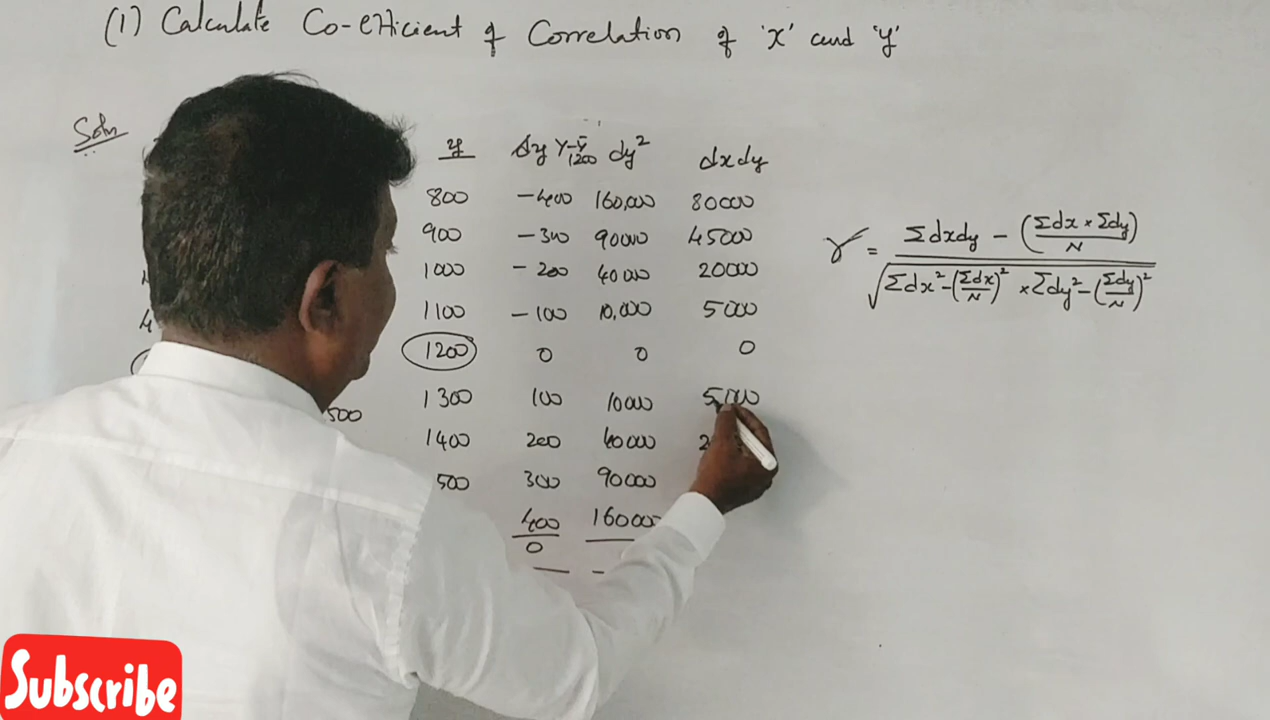 (1) Calculate Co-efficient of Correlation of 'x' and 'y'
Soln
y dy Y-Ȳ 1200 dy² dxdy
800 -400 160,000 80000
900 -300 90000 45000
1000 -200 40000 20000
1100 -100 10,000 5000
1200 0 0 0
500 1300 100 10000 5000
1400 200 40000 2
500 300 90000
400 160000
0
r = Σdxdy - (Σdx × Σdy / N)
√ Σdx² - (Σdx / N)² × Σdy² - (Σdy / N)²
Subscribe